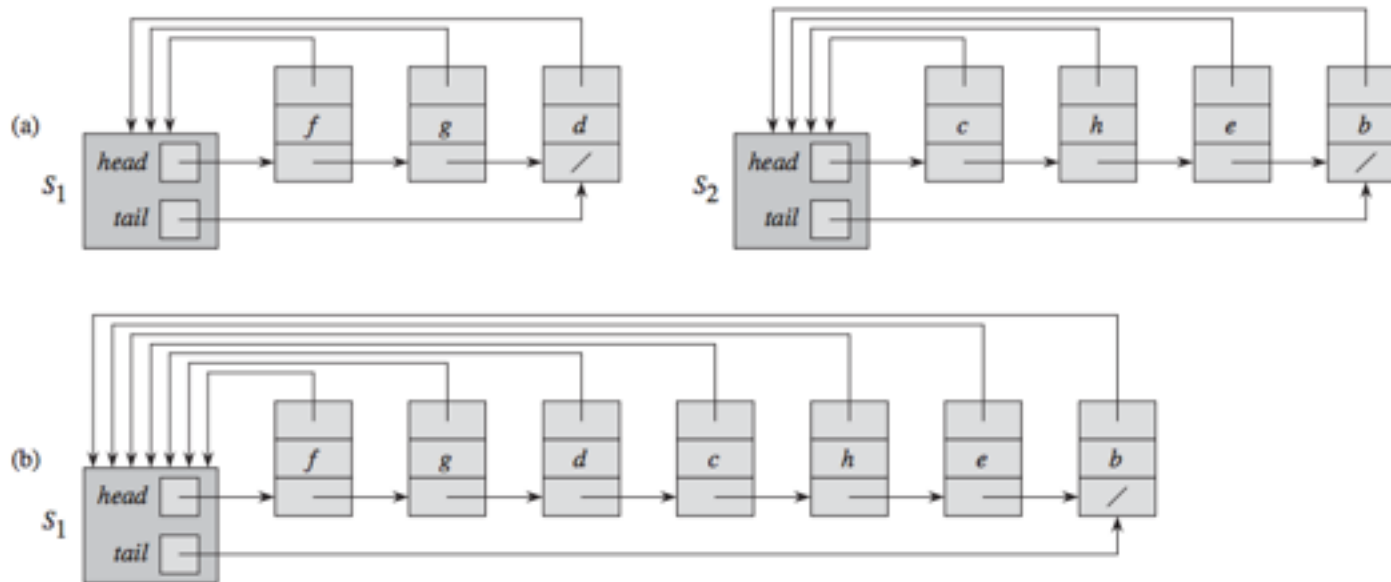 (a) f g d c h e b
head head
S1 S2
tail tail
(b) f g d c h e b
head
S1
tail